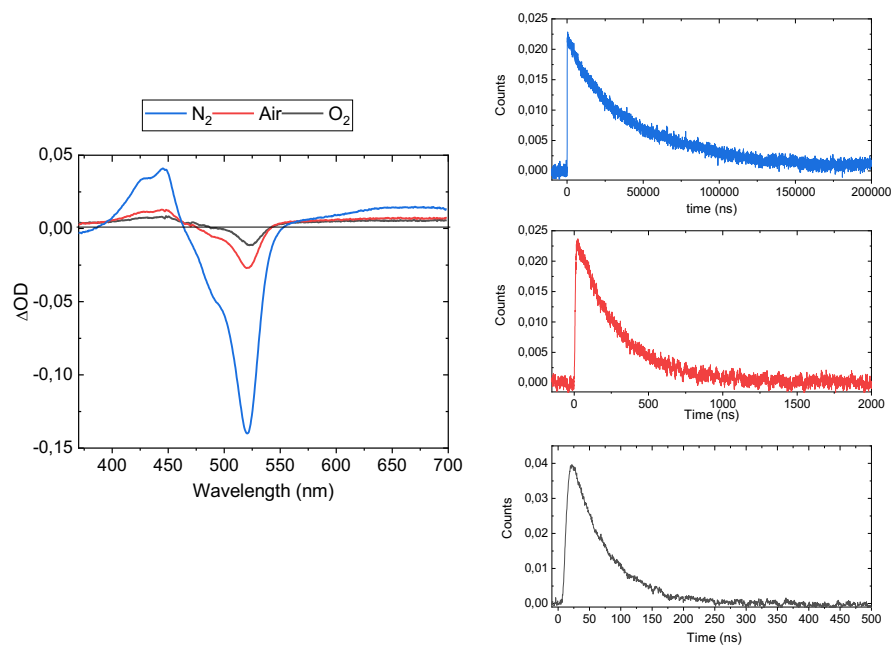 N₂ Air O₂
0,05
0,00
-0,05
-0,10
-0,15
ΔOD
400 450 500 550 600 650 700
Wavelength (nm)
0,025
0,020
0,015
0,010
0,005
0,000
Counts
0 50000 100000 150000 200000
time (ns)
0,025
0,020
0,015
0,010
0,005
0,000
Counts
0 500 1000 1500 2000
Time (ns)
0,04
0,03
0,02
0,01
0,00
Counts
0 50 100 150 200 250 300 350 400 450 500
Time (ns)